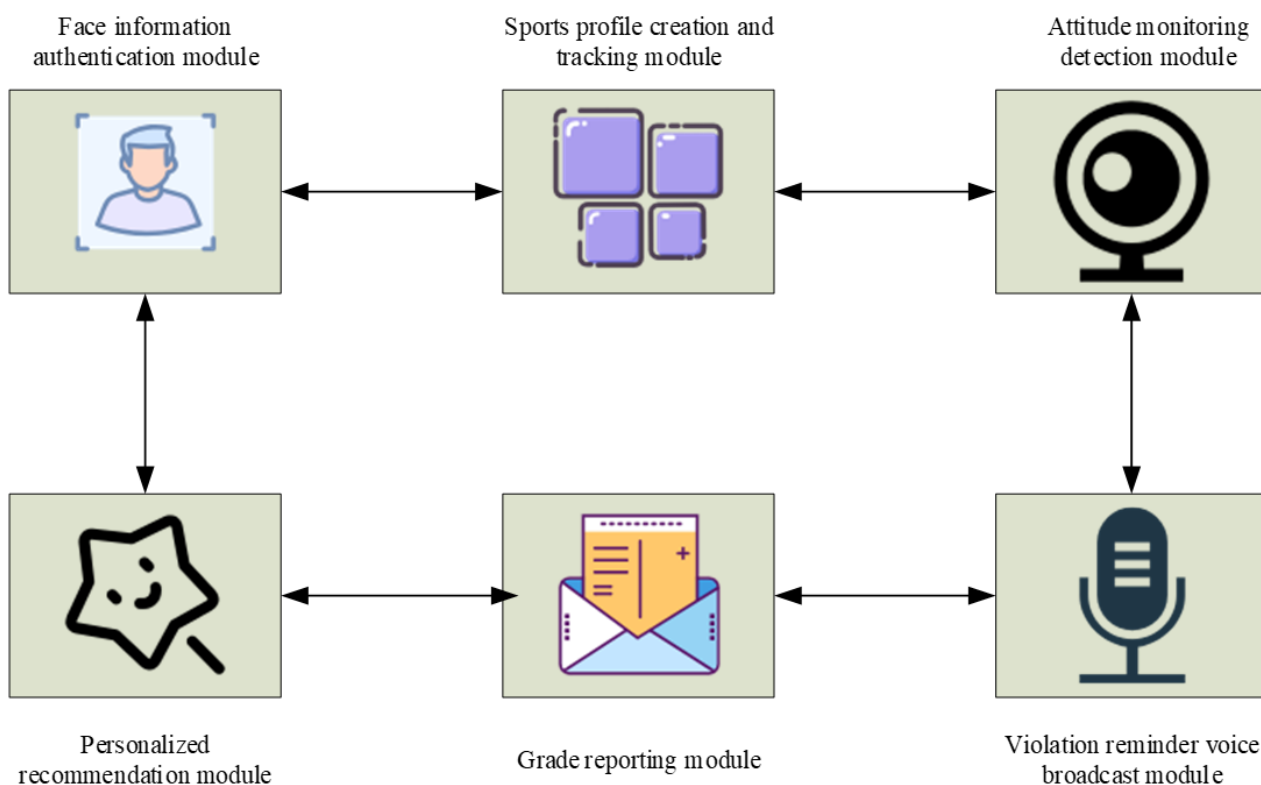 Face information
authentication module
Sports profile creation and
tracking module
Attitude monitoring
detection module
Personalized
recommendation module
Grade reporting module
Violation reminder voice
broadcast module